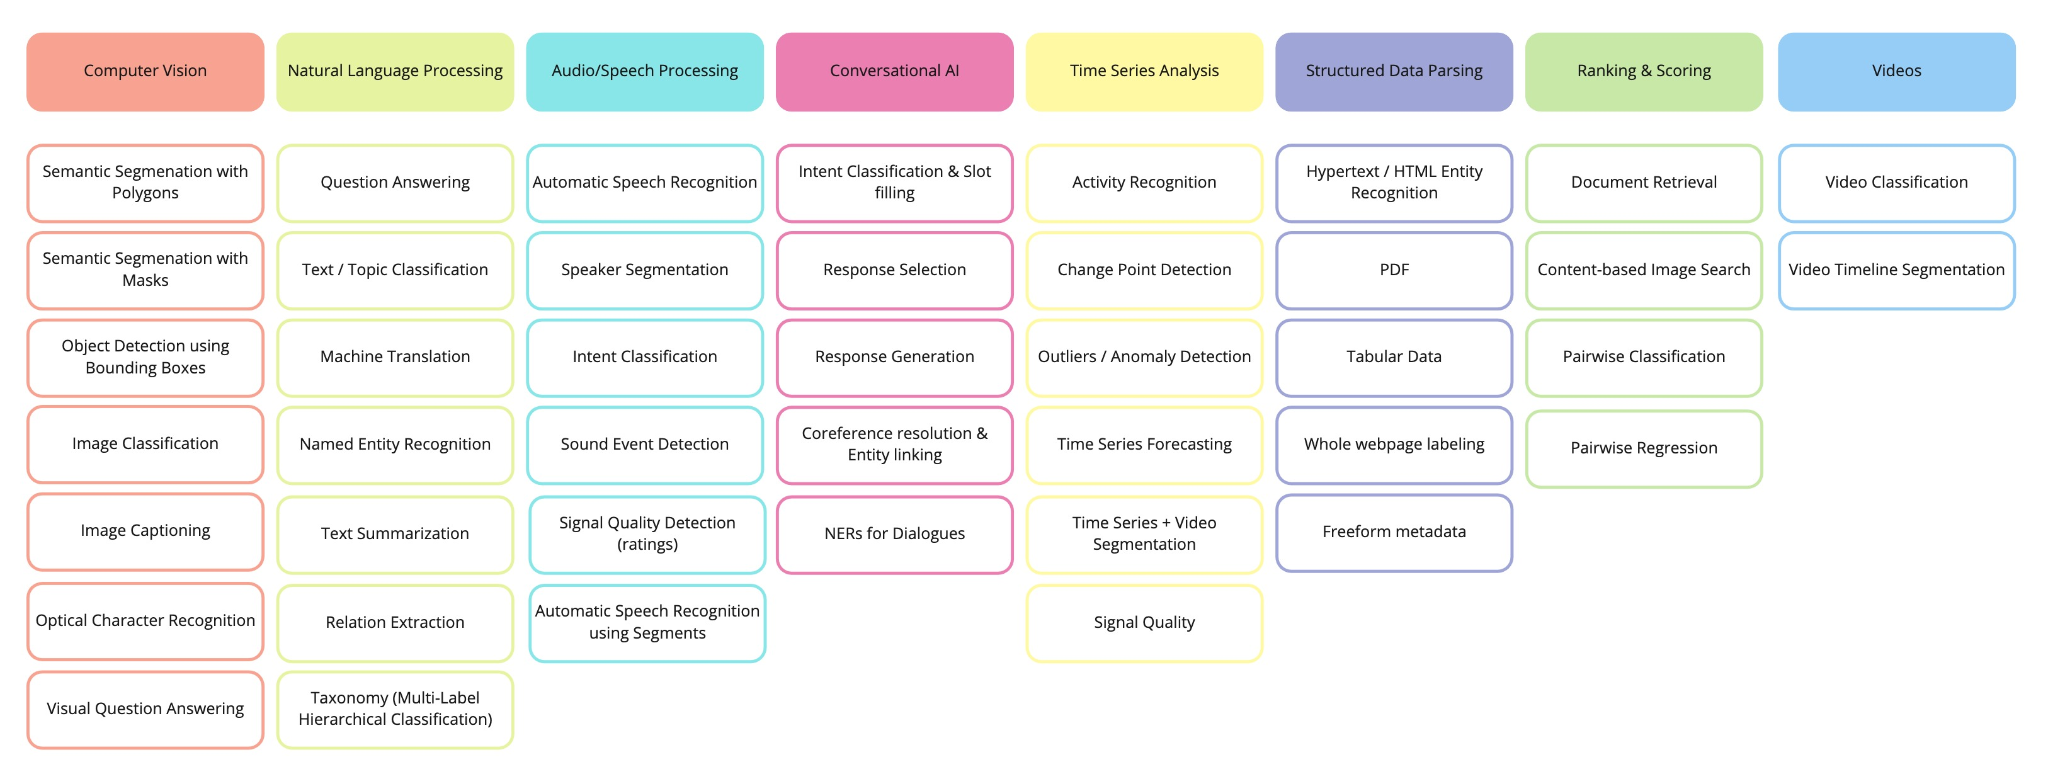 Computer Vision
Semantic Segmenation with
Polygons
Semantic Segmenation with
Masks
Object Detection using
Bounding Boxes
Image Classification
Image Captioning
Optical Character Recognition
Visual Question Answering
Natural Language Processing
Question Answering
Text / Topic Classification
Machine Translation
Named Entity Recognition
Text Summarization
Relation Extraction
Taxonomy (Multi-Label
Hierarchical Classification)
Audio/Speech Processing
Automatic Speech Recognition
Speaker Segmentation
Intent Classification
Sound Event Detection
Signal Quality Detection
(ratings)
Automatic Speech Recognition
using Segments
Conversational AI
Intent Classification & Slot
filling
Response Selection
Response Generation
Coreference resolution &
Entity linking
NERs for Dialogues
Time Series Analysis
Activity Recognition
Change Point Detection
Outliers / Anomaly Detection
Time Series Forecasting
Time Series + Video
Segmentation
Signal Quality
Structured Data Parsing
Hypertext / HTML Entity
Recognition
PDF
Tabular Data
Whole webpage labeling
Freeform metadata
Ranking & Scoring
Document Retrieval
Content-based Image Search
Pairwise Classification
Pairwise Regression
Videos
Video Classification
Video Timeline Segmentation